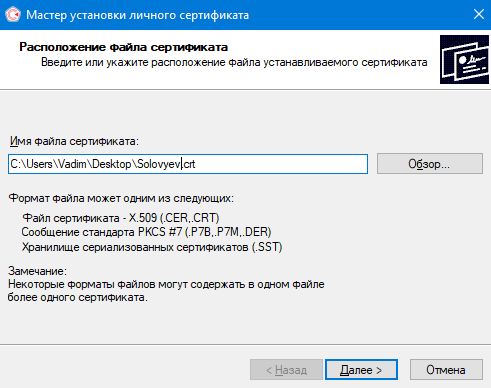 Мастер установки личного сертификата
Расположение файла сертификата
Введите или укажите расположение файла устанавливаемого сертификата
Имя файла сертификата:
C:\Users\Vadim\Desktop\Solovyev.crt
Обзор...
Формат файла может одним из следующих:
Файл сертификата - X.509 (.CER,.CRT)
Сообщение стандарта PKCS #7 (.P7B,.P7M,.DER)
Хранилище сериализованных сертификатов (.SST)
Замечание:
Некоторые форматы файлов могут содержать в одном файле
более одного сертификата.
< Назад
Далее >
Отмена